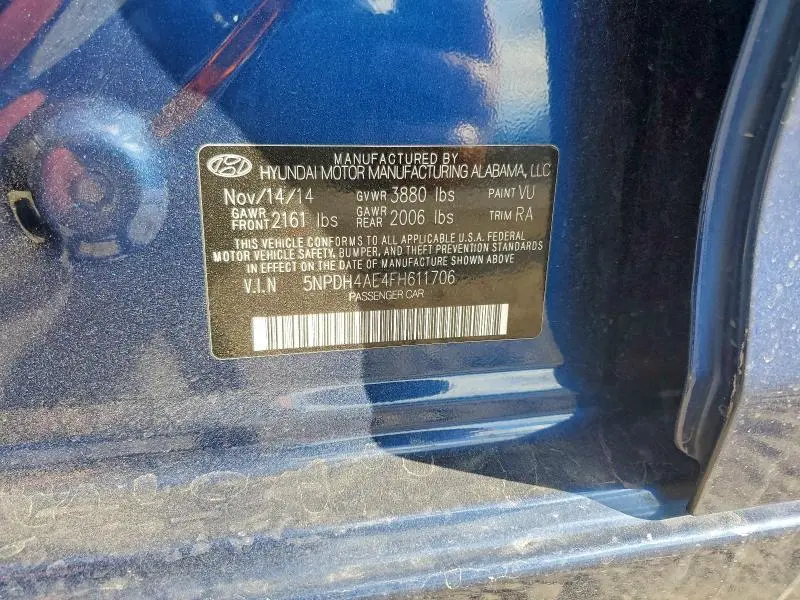 MANUFACTURED BY
HYUNDAI MOTOR MANUFACTURING ALABAMA, LLC
Nov/14/14 GVWR 3880 lbs PAINT VU
GAWR FRONT 2161 lbs GAWR REAR 2006 lbs TRIM RA
THIS VEHICLE CONFORMS TO ALL APPLICABLE U.S.A. FEDERAL
MOTOR VEHICLE SAFETY, BUMPER, AND THEFT PREVENTION STANDARDS
IN EFFECT ON THE DATE OF MANUFACTURE SHOWN ABOVE
V.I.N 5NPDH4AE4FH611706
PASSENGER CAR